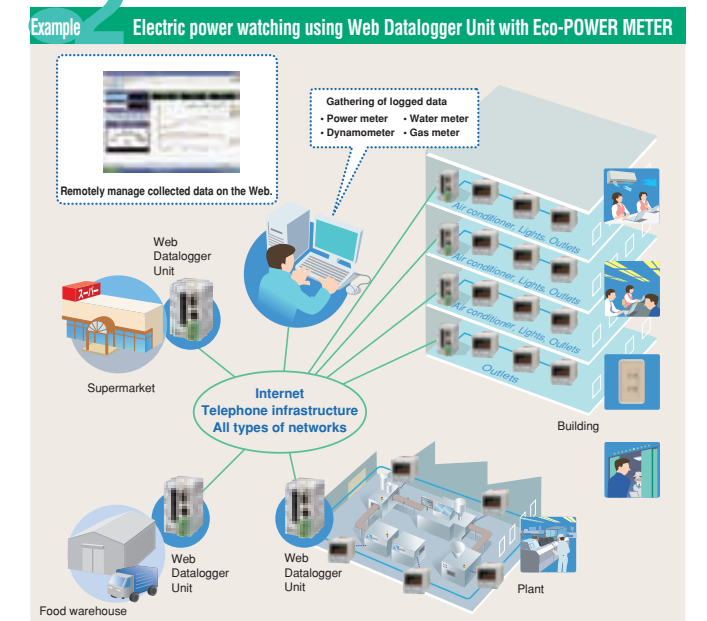 Example
2
Electric power watching using Web Datalogger Unit with Eco-POWER METER
Remotely manage collected data on the Web.
Gathering of logged data
• Power meter • Water meter
• Dynamometer • Gas meter
Air conditioner, Lights, Outlets
Air conditioner, Lights, Outlets
Air conditioner, Lights, Outlets
Outlets
Building
Web
Datalogger
Unit
スーパー
Supermarket
Internet
Telephone infrastructure
All types of networks
Web
Datalogger
Unit
Food warehouse
Web
Datalogger
Unit
Plant